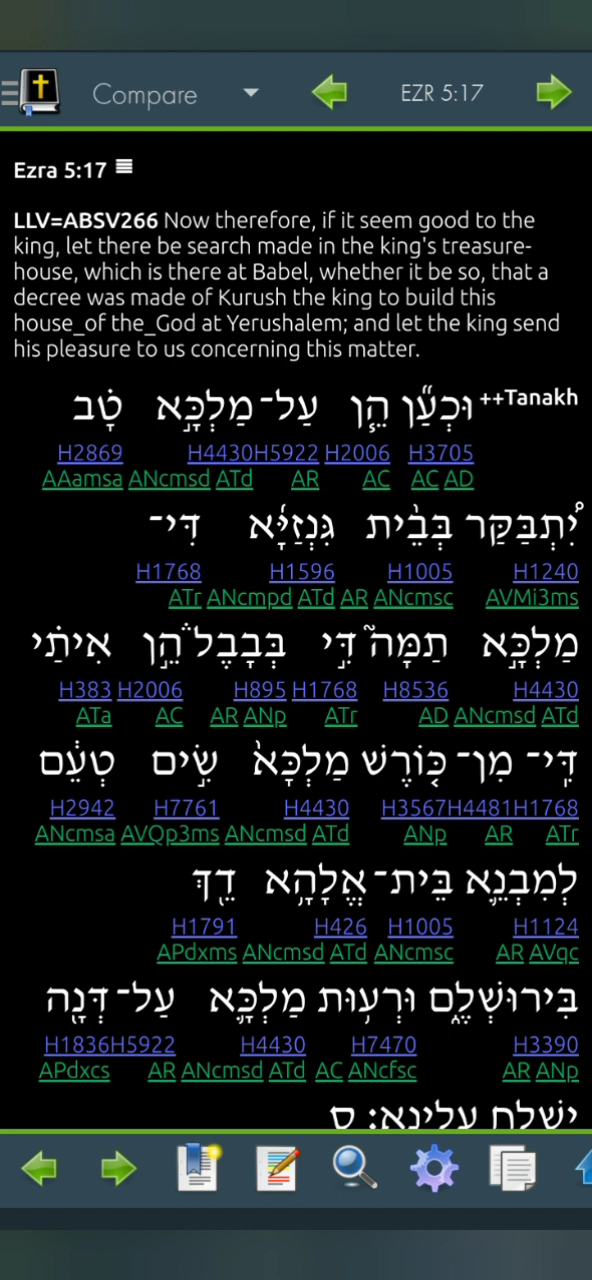 Compare
EZR 5:17
Ezra 5:17
LLV=ABSV266 Now therefore, if it seem good to the
king, let there be search made in the king's treasure-
house, which is there at Babel, whether it be so, that a
decree was made of Kurush the king to build this
house_of the_God at Yerushalem; and let the king send
his pleasure to us concerning this matter.
++Tanakh וּכְעַ֞ן הֵ֧ן עַל־ מַלְכָּ֣א טָ֗ב
H2869 H4430H5922 H2006 H3705
AAamsa ANcmsd ATd AR AC AC AD
יִ֠תְבַּקַּר בְּבֵ֨ית גִּנְזַיָּ֜א דִּי־
H1768 H1596 H1005 H1240
ATr ANcmpd ATd AR ANcmsc AVMi3ms
מַלְכָּ֣א תַמָּה֮ דִּ֣י בְּבָבֶל֒ הֵ֣ן אִיתַ֗י
H383 H2006 H895 H1768 H8536 H4430
ATa AC AR ANp ATr AD ANcmsd ATd
דִּֽי־ מִן־ כּ֤וֹרֶשׁ מַלְכָּא֙ שִׂ֣ים טְעֵ֔ם
H2942 H7761 H4430 H3567H4481H1768
ANcmsa AVQp3ms ANcmsd ATd ANp AR ATr
לְמִבְנֵ֛א בֵּית־ אֱלָהָ֥א דֵ֖ךְ
H1791 H426 H1005 H1124
APdxms ANcmsd ATd ANcmsc AR AVqc
בִּירוּשְׁלֶ֑ם וּרְע֥וּת מַלְכָּ֛א עַל־ דְּנָ֖ה
H1836H5922 H4430 H7470 H3390
APdxcs AR ANcmsd ATd AC ANcfsc AR ANp
ישׁלח עלינא׃ ס